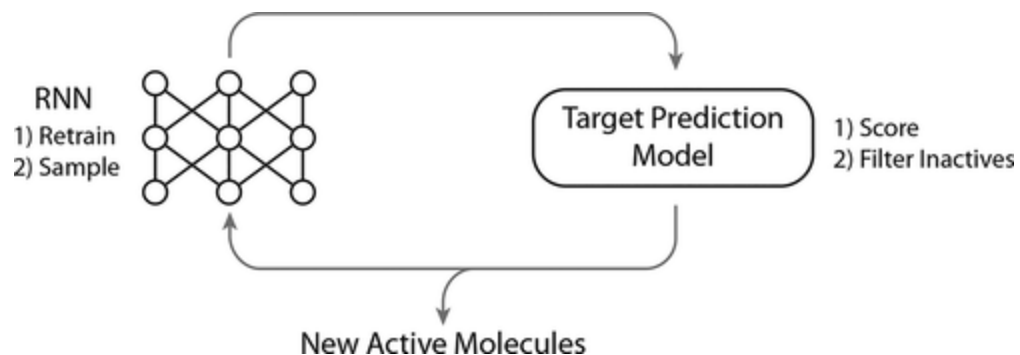 RNN
1) Retrain
2) Sample
Target Prediction
Model
1) Score
2) Filter Inactives
New Active Molecules